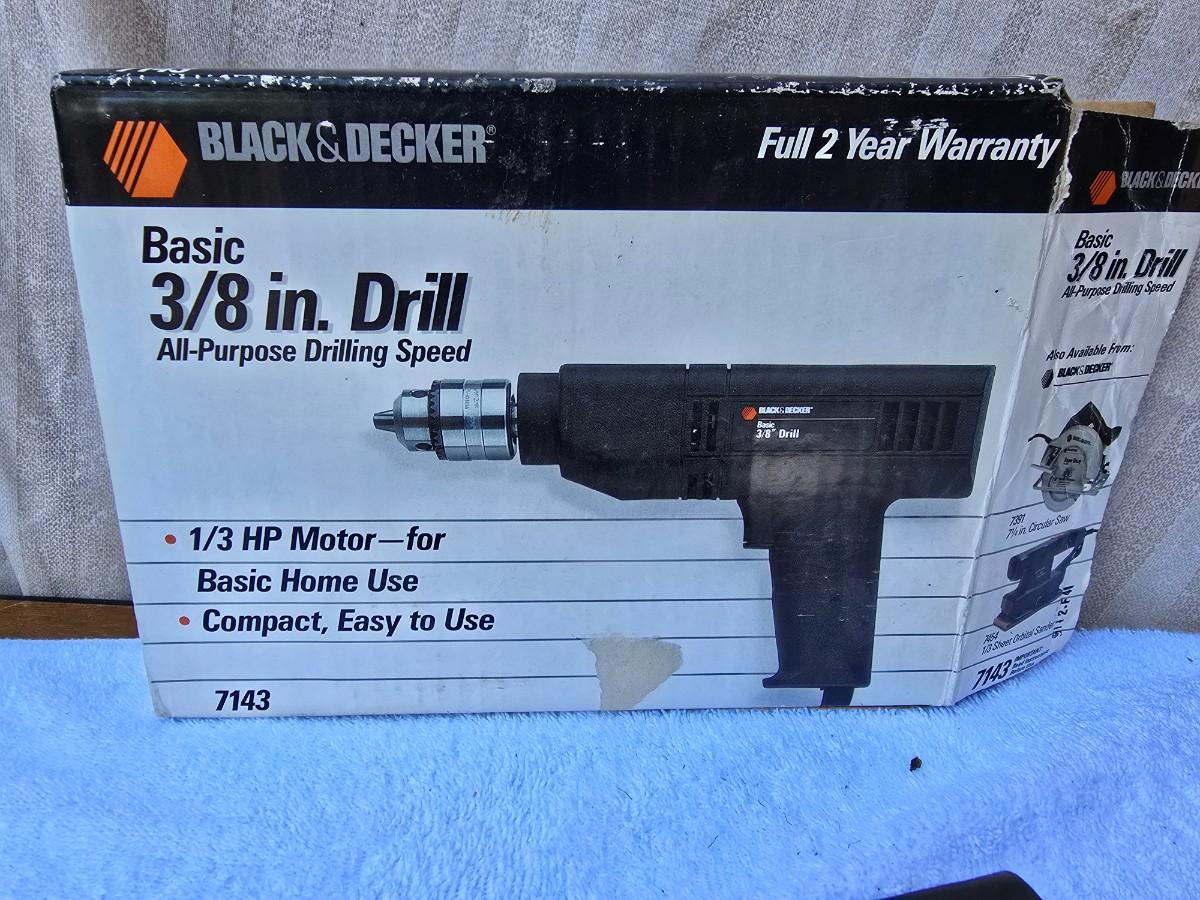 BLACK&DECKER®
Full 2 Year Warranty
Basic
3/8 in. Drill
All-Purpose Drilling Speed
BLACK&DECKER
Basic
3/8" Drill
• 1/3 HP Motor—for
Basic Home Use
• Compact, Easy to Use
7143
BLACK&DECK
Basic
3/8 in. Drill
All-Purpose Drilling Speed
Also Available From:
BLACK&DECKER
7391
7¼ in. Circular Saw
7454
1/3 Sheet Orbital Sander
7143
IMPORTANT: